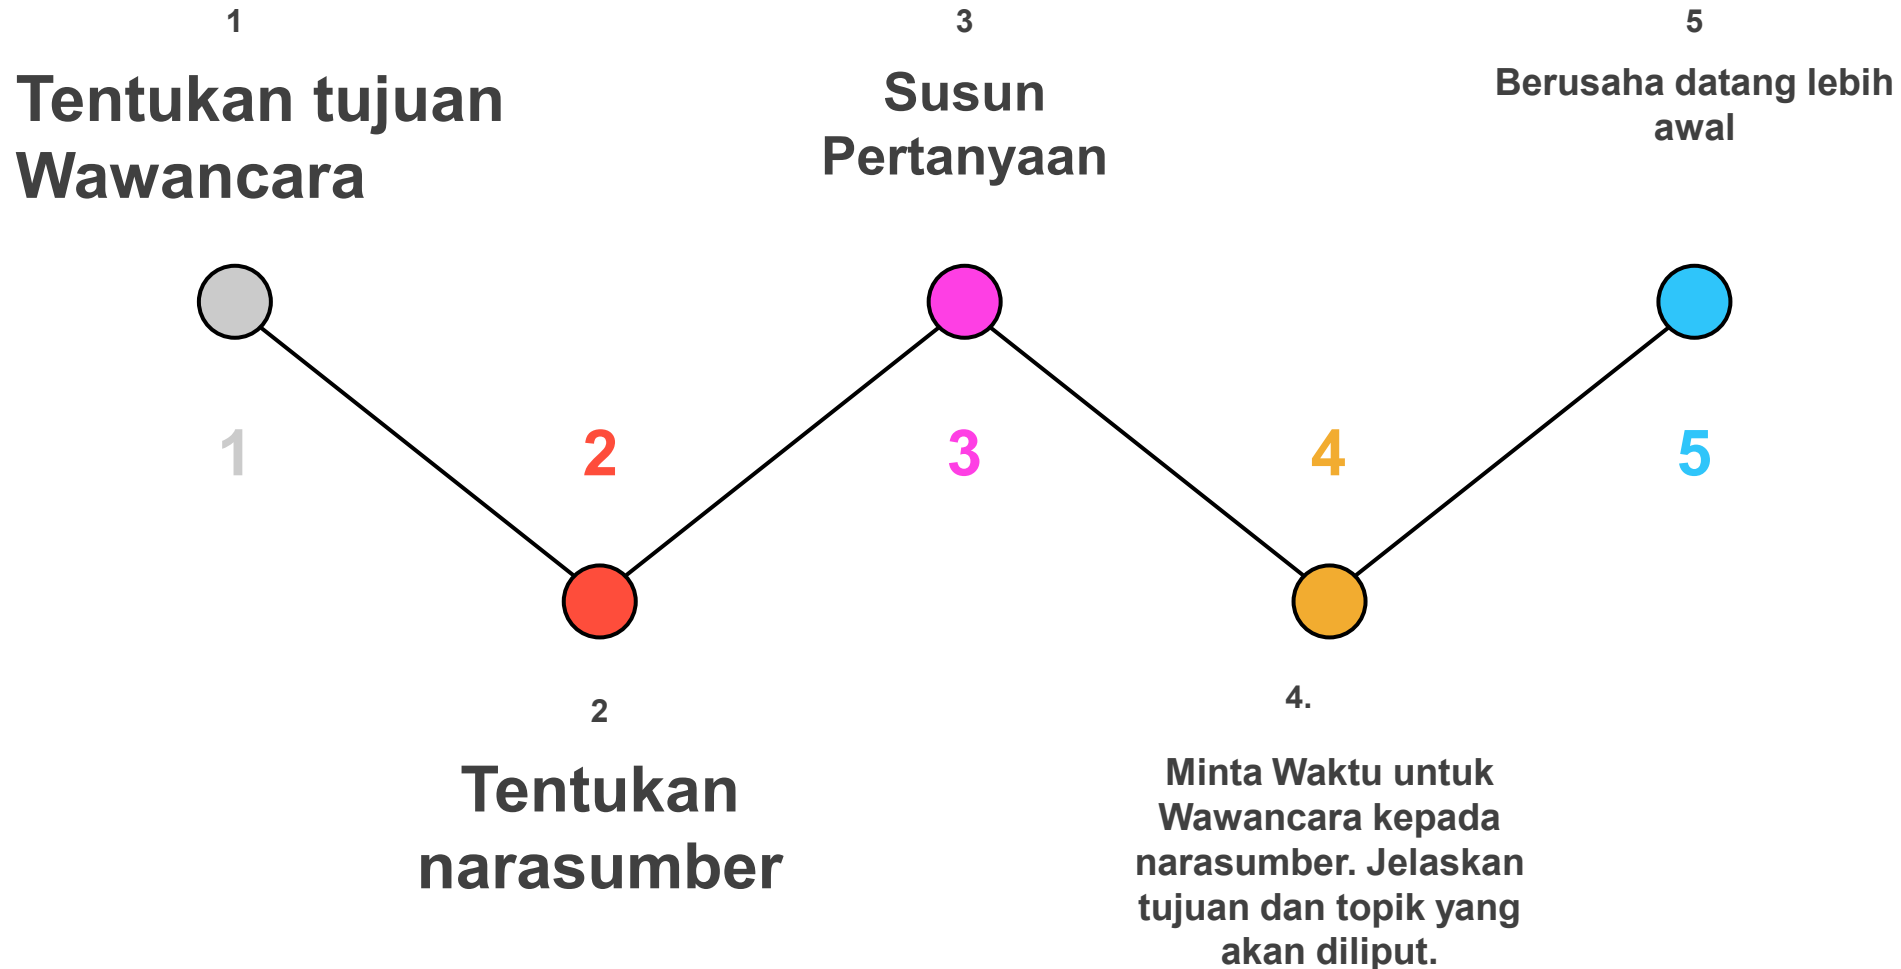 1
Tentukan tujuan
Wawancara
3
Susun
Pertanyaan
5
Berusaha datang lebih
awal
1
2
3
4
5
2
Tentukan
narasumber
4.
Minta Waktu untuk
Wawancara kepada
narasumber. Jelaskan
tujuan dan topik yang
akan diliput.